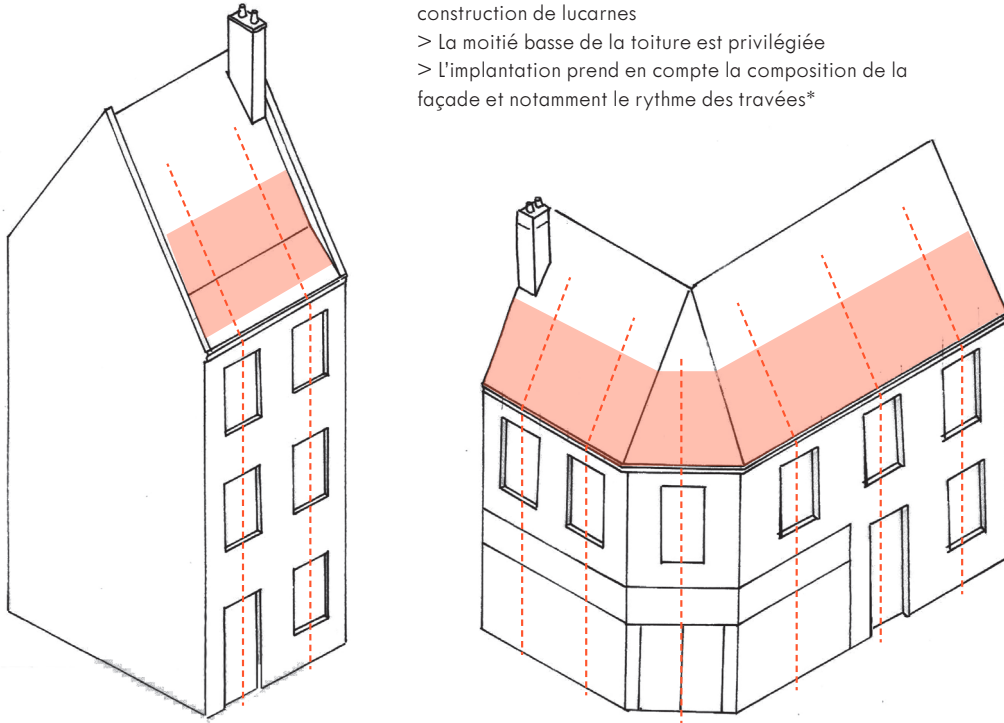 construction de lucarnes
> La moitié basse de la toiture est privilégiée
> L'implantation prend en compte la composition de la
façade et notamment le rythme des travées*